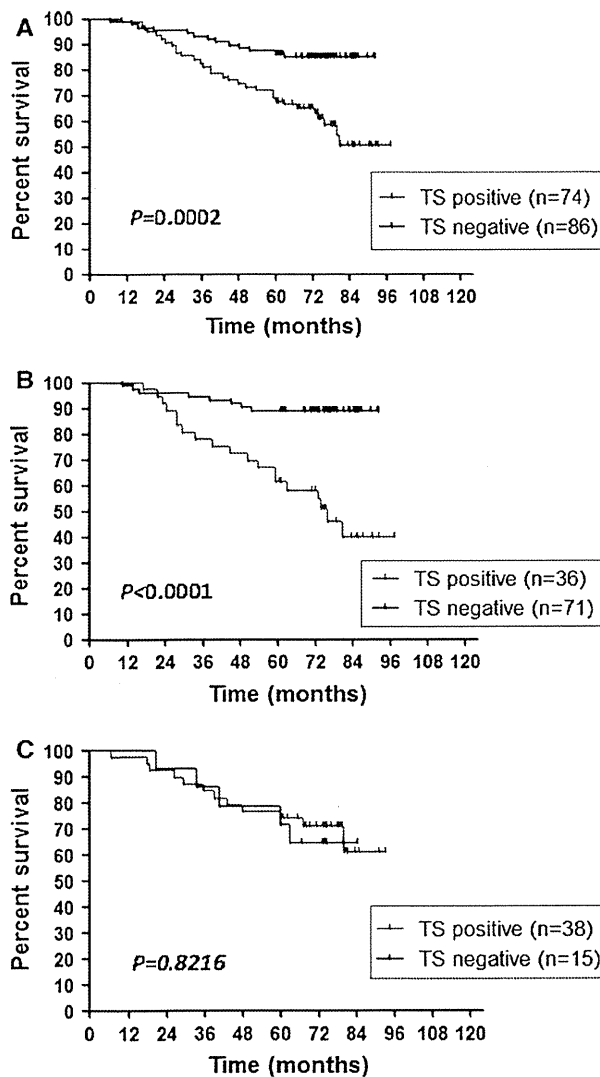 A
100
90
80
70
60
50
40
30
20
10
0
Percent survival
P=0.0002
TS positive (n=74)
TS negative (n=86)
0 12 24 36 48 60 72 84 96 108 120
Time (months)
B
100
90
80
70
60
50
40
30
20
10
0
Percent survival
P<0.0001
TS positive (n=36)
TS negative (n=71)
0 12 24 36 48 60 72 84 96 108 120
Time (months)
C
100
90
80
70
60
50
40
30
20
10
0
Percent survival
P=0.8216
TS positive (n=38)
TS negative (n=15)
0 12 24 36 48 60 72 84 96 108 120
Time (months)